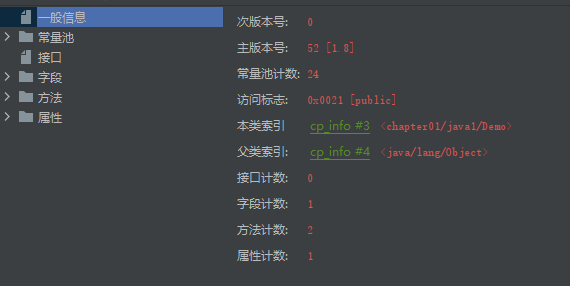 一般信息
常量池
接口
字段
方法
属性
次版本号: 0
主版本号: 52 [1.8]
常量池计数: 24
访问标志: 0x0021 [public]
本类索引 cp_info #3 <chapter01/java1/Demo>
父类索引: cp_info #4 <java/lang/Object>
接口计数: 0
字段计数: 1
方法计数: 2
属性计数: 1